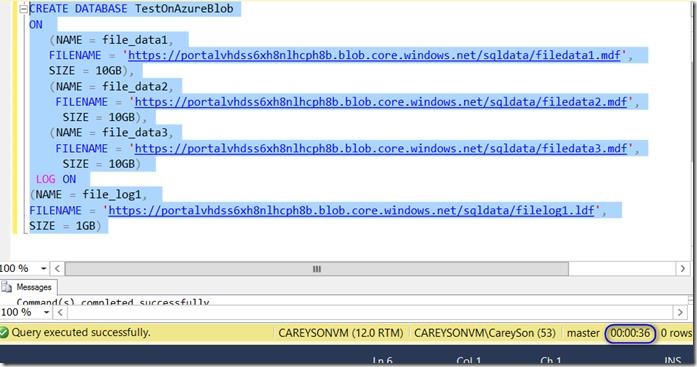 CREATE DATABASE TestOnAzureBlob
ON
(NAME = file_data1,
FILENAME = 'https://portalvhdss6xh8nlhcph8b.blob.core.windows.net/sqldata/filedata1.mdf',
SIZE = 10GB),
(NAME = file_data2,
FILENAME = 'https://portalvhdss6xh8nlhcph8b.blob.core.windows.net/sqldata/filedata2.mdf',
SIZE = 10GB),
(NAME = file_data3,
FILENAME = 'https://portalvhdss6xh8nlhcph8b.blob.core.windows.net/sqldata/filedata3.mdf',
SIZE = 10GB)
LOG ON
(NAME = file_log1,
FILENAME = 'https://portalvhdss6xh8nlhcph8b.blob.core.windows.net/sqldata/filelog1.ldf',
SIZE = 1GB)
100 %
Messages
Command(s) completed successfully
100 %
Query executed successfully. CAREYSONVM (12.0 RTM) CAREYSONVM\CareySon (53) master 00:00:36 0 rows
Ln 6 Col 1 Ch 1 INS